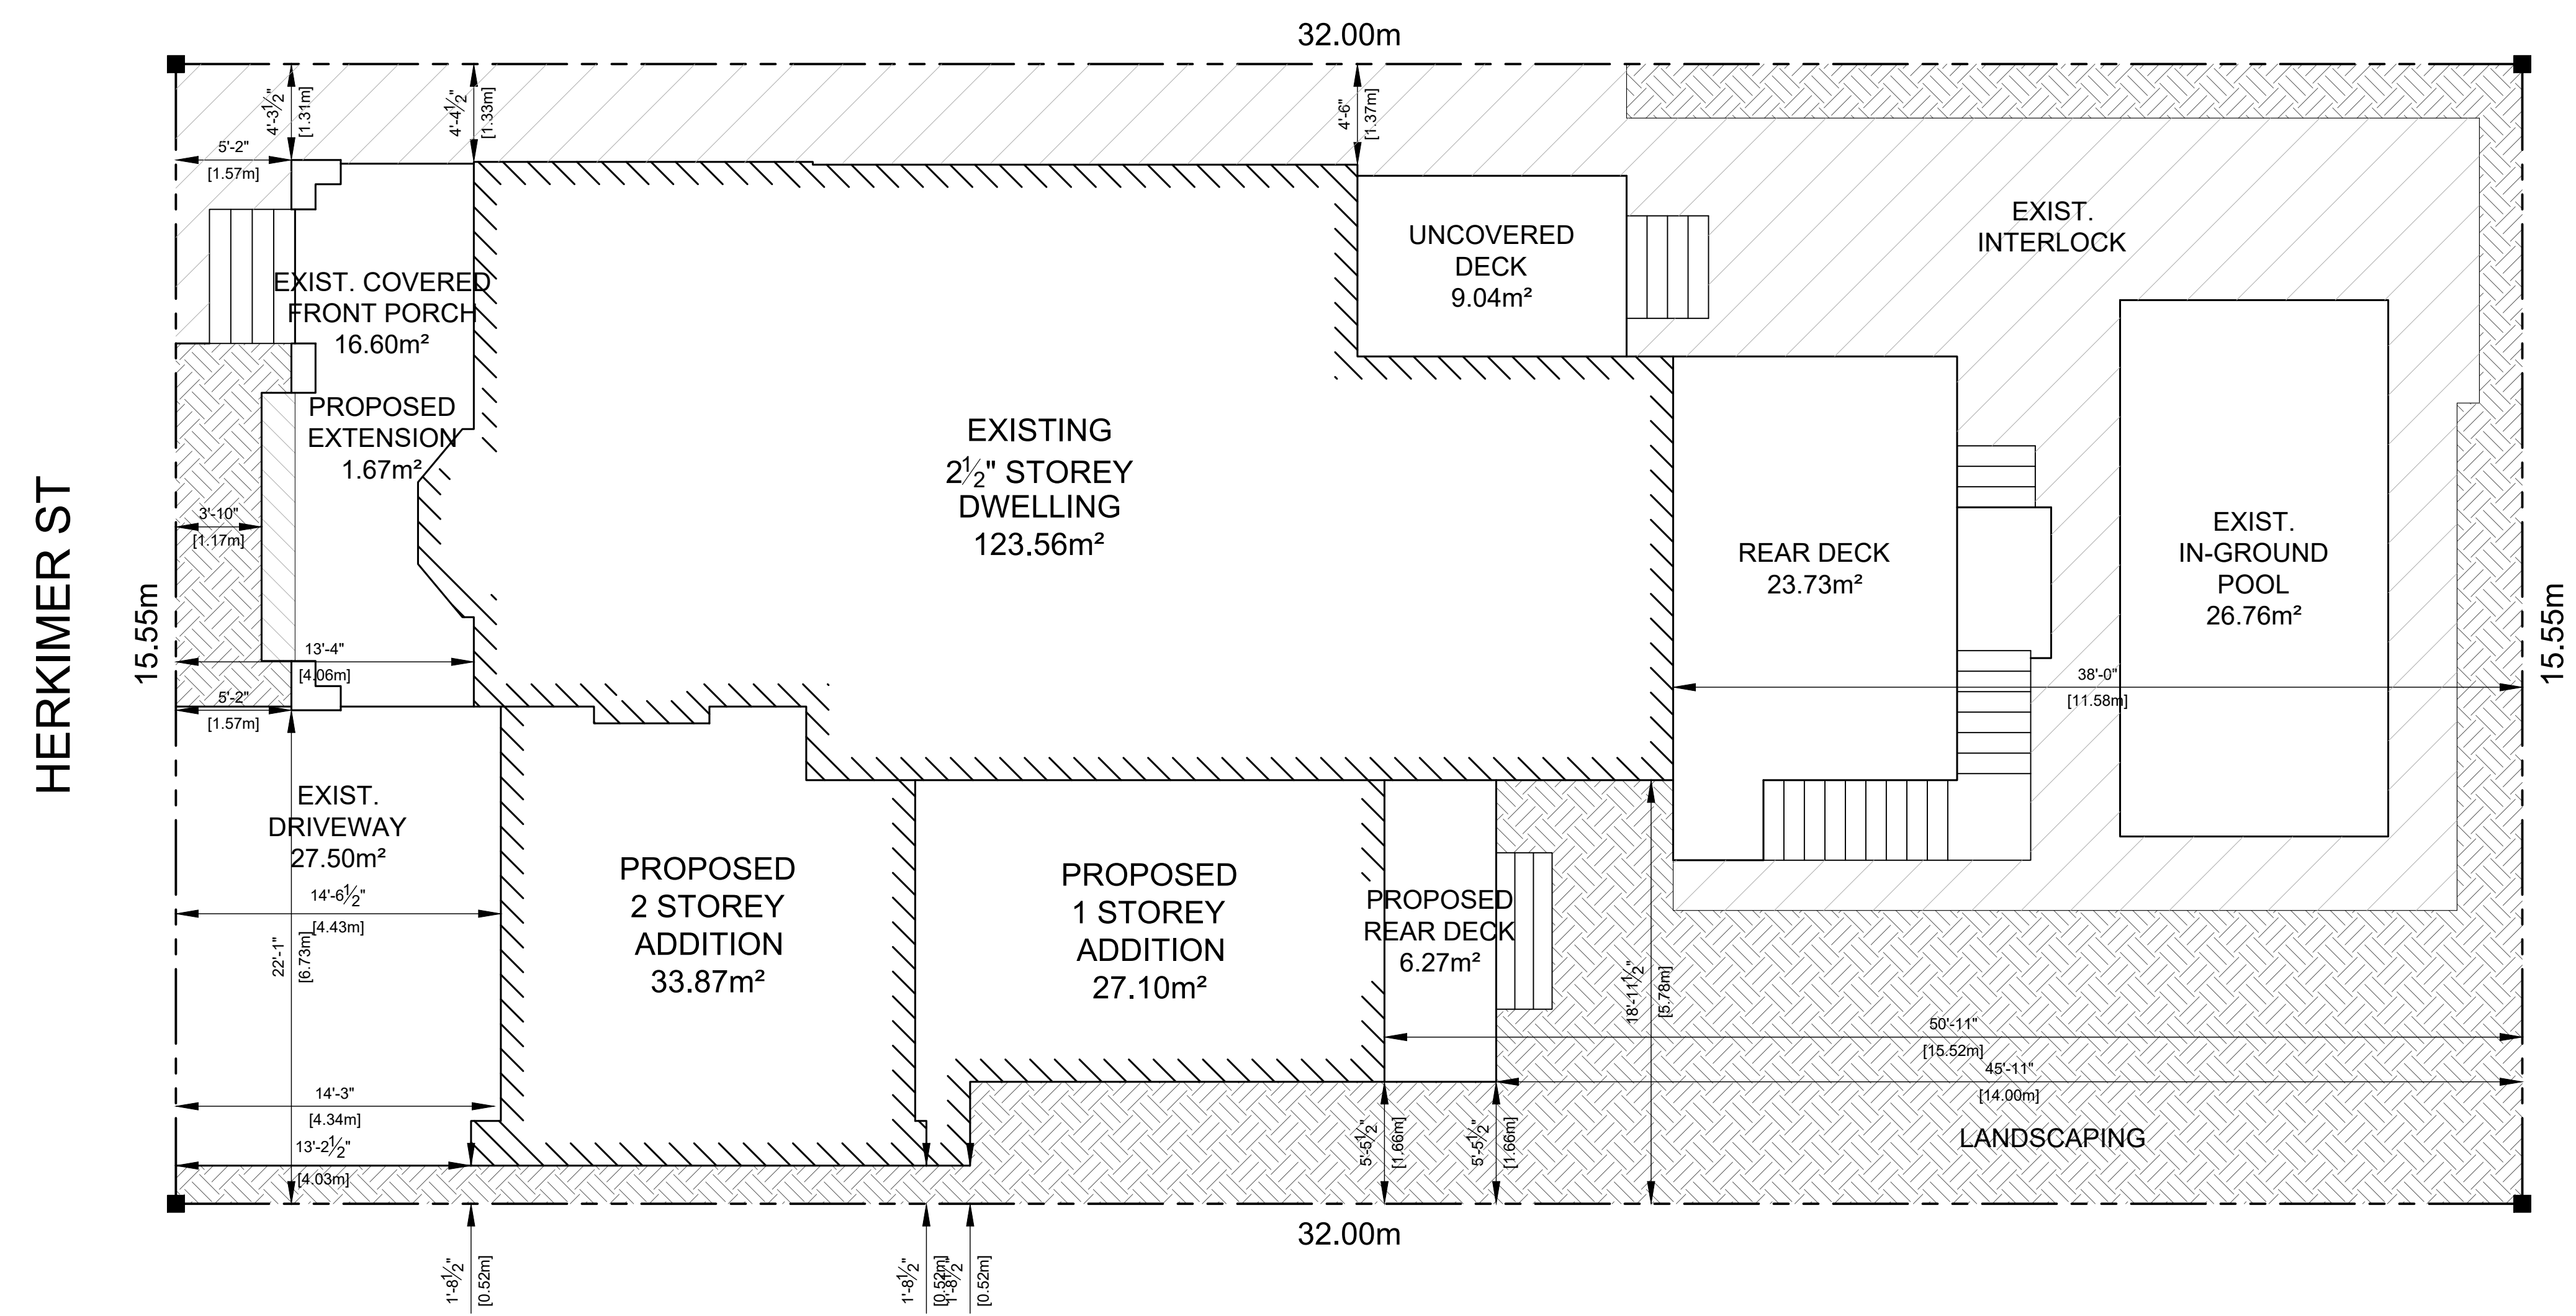 32.00m
4'-3½"
[1.31m]
4'-4½"
[1.33m]
4'-6"
[1.37m]
5'-2"
[1.57m]
EXIST. COVERED
FRONT PORCH
16.60m²
UNCOVERED
DECK
9.04m²
EXIST.
INTERLOCK
PROPOSED
EXTENSION
1.67m²
EXISTING
2½" STOREY
DWELLING
123.56m²
3'-10"
[1.17m]
REAR DECK
23.73m²
EXIST.
IN-GROUND
POOL
26.76m²
HERKIMER ST
15.55m
15.55m
13'-4"
[4.06m]
5'-2"
[1.57m]
38'-0"
[11.58m]
EXIST.
DRIVEWAY
27.50m²
14'-6½"
[4.43m]
22'-1"
[6.73m]
PROPOSED
2 STOREY
ADDITION
33.87m²
PROPOSED
1 STOREY
ADDITION
27.10m²
PROPOSED
REAR DECK
6.27m²
18'-11½"
[5.78m]
50'-11"
[15.52m]
45'-11"
[14.00m]
14'-3"
[4.34m]
13'-2½"
[4.03m]
5'-5½"
[1.66m]
5'-5½"
[1.66m]
LANDSCAPING
32.00m
1'-8½"
[0.52m]
1'-8½"
[0.52m]
1'-8½"
[0.52m]